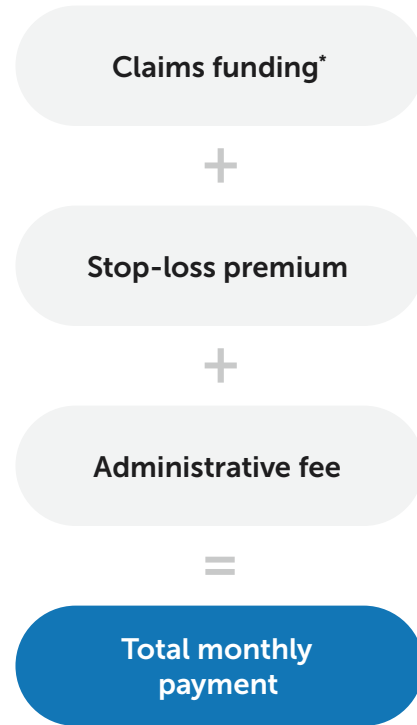 Claims funding*
+
Stop-loss premium
+
Administrative fee
=
Total monthly
payment